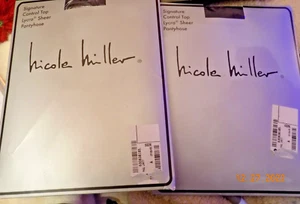 Signature
Control Top
Lycra® Sheer
Pantyhose
nicole miller®
Signature
Control Top
Lycra® Sheer
Pantyhose
nicole miller®